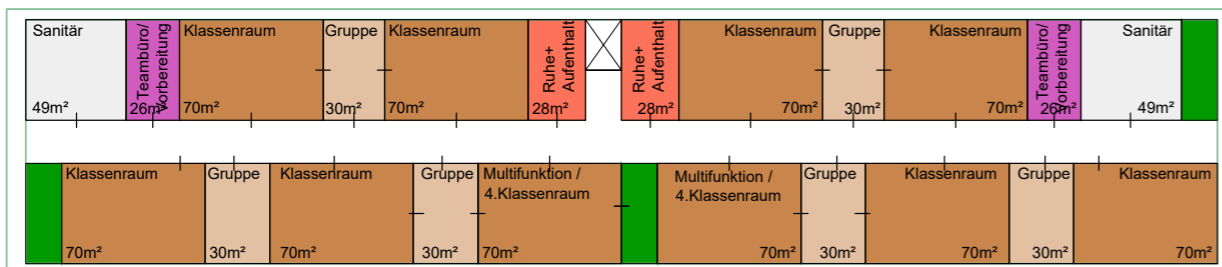 Sanitär
49m²
Teambüro/
Vorbereitung
26m²
Klassenraum
70m²
Gruppe
30m²
Klassenraum
70m²
Ruhe+
Aufenthalt
28m²
Ruhe+
Aufenthalt
28m²
Klassenraum
70m²
Gruppe
30m²
Klassenraum
70m²
Teambüro/
Vorbereitung
26m²
Sanitär
49m²
Klassenraum
70m²
Gruppe
30m²
Klassenraum
70m²
Gruppe
30m²
Multifunktion /
4.Klassenraum
70m²
Multifunktion /
4.Klassenraum
70m²
Gruppe
30m²
Klassenraum
70m²
Gruppe
30m²
Klassenraum
70m²